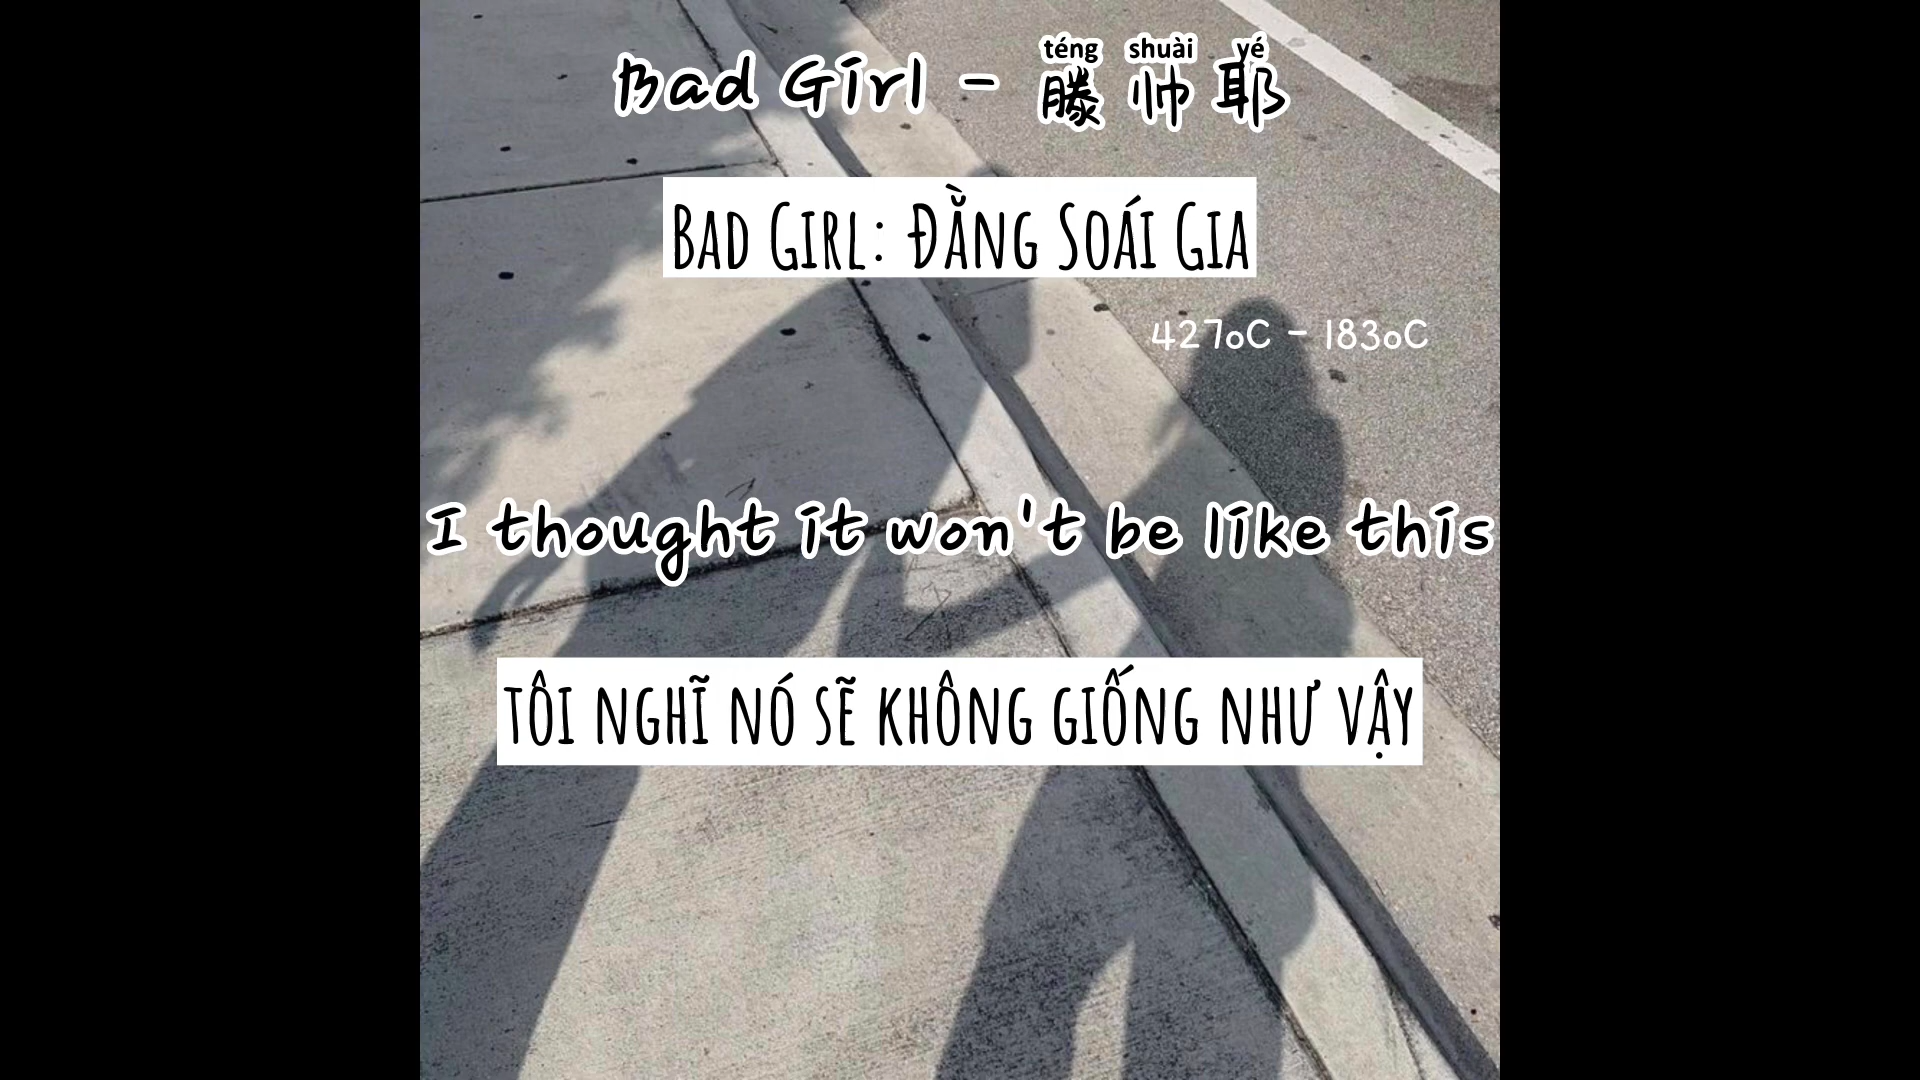 téng shuài yé
Bad Girl - 滕 帅 耶
BAD GIRL: ĐẰNG SOÁI GIA
427oC - 183oC
I thought it won't be like this
TÔI NGHĨ NÓ SẼ KHÔNG GIỐNG NHƯ VẬY